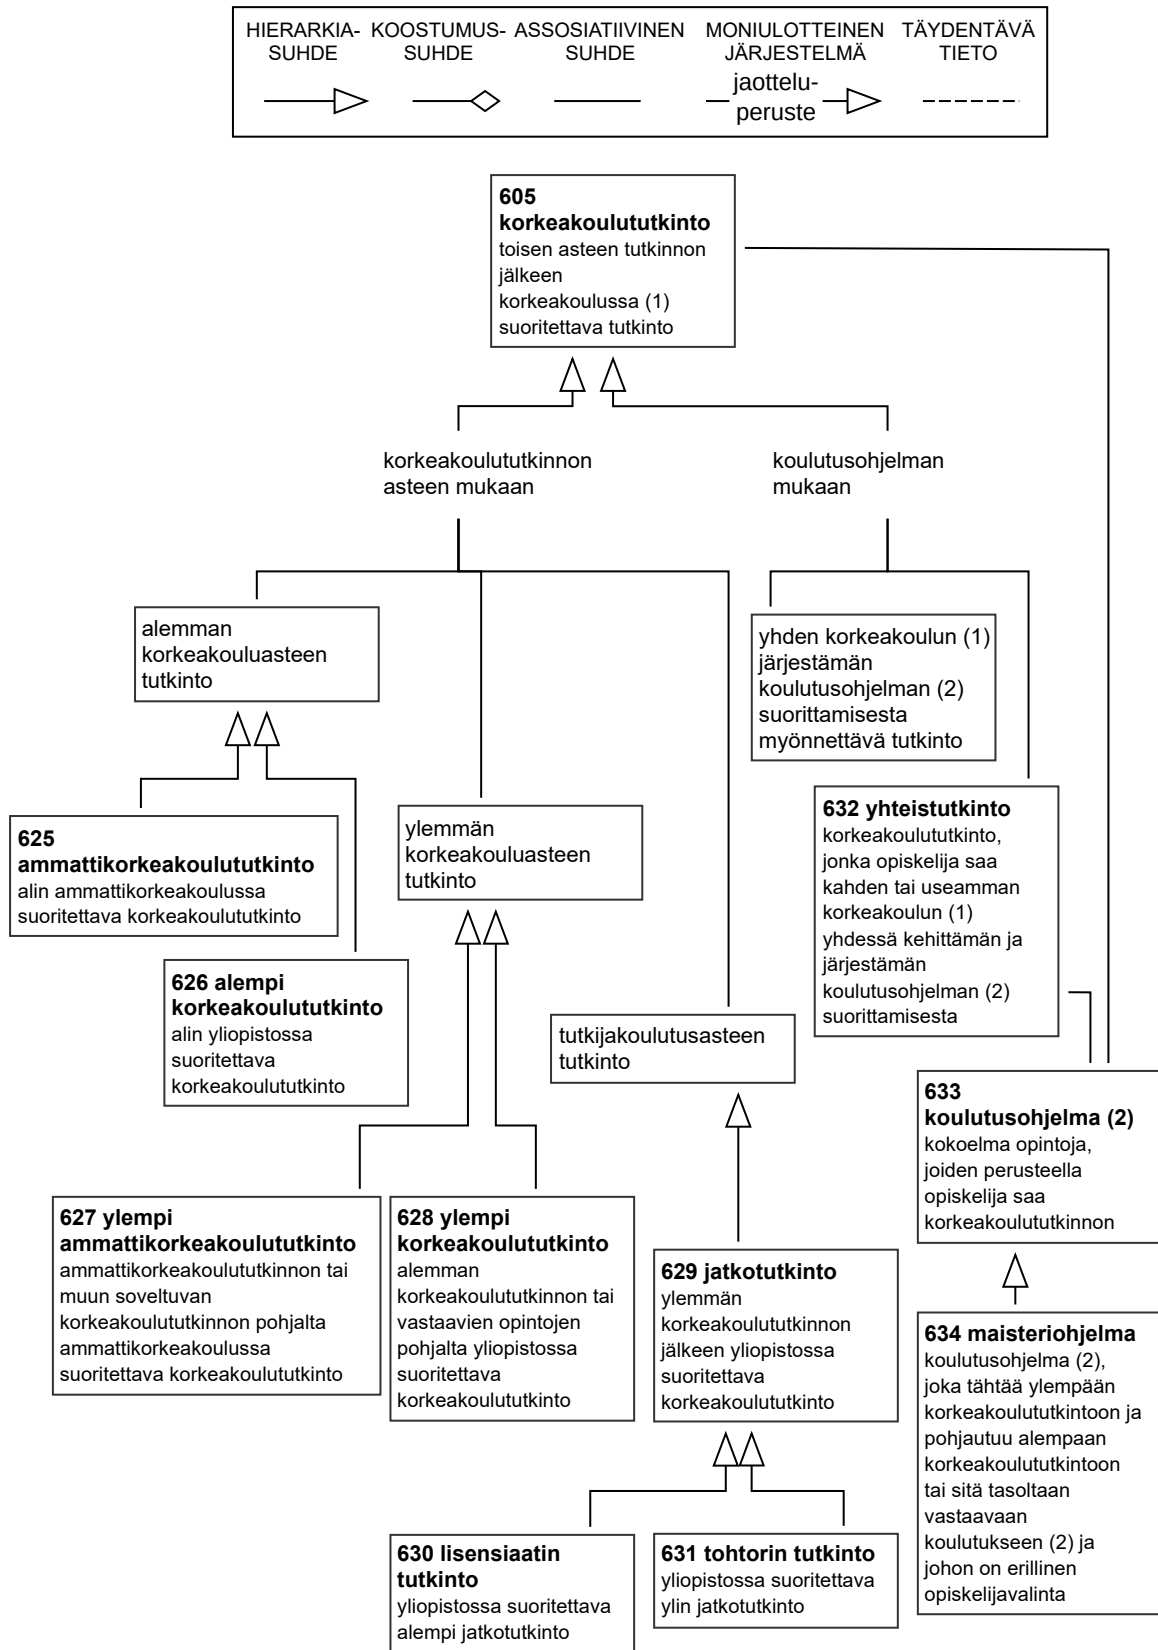 HIERARKIA-
SUHDE
KOOSTUMUS-
SUHDE
ASSOSIATIIVINEN
SUHDE
MONIULOTTEINEN
JÄRJESTELMÄ
jaottelu-
peruste
TÄYDENTÄVÄ
TIETO
605
korkeakoulututkinto
toisen asteen tutkinnon
jälkeen
korkeakoulussa (1)
suoritettava tutkinto
korkeakoulututkinnon
asteen mukaan
koulutusohjelman
mukaan
alemman
korkeakouluasteen
tutkinto
yhden korkeakoulun (1)
järjestämän
koulutusohjelman (2)
suorittamisesta
myönnettävä tutkinto
625
ammattikorkeakoulututkinto
alin ammattikorkeakoulussa
suoritettava korkeakoulututkinto
ylemmän
korkeakouluasteen
tutkinto
632 yhteistutkinto
korkeakoulututkinto,
jonka opiskelija saa
kahden tai useamman
korkeakoulun (1)
yhdessä kehittämän ja
järjestämän
koulutusohjelman (2)
suorittamisesta
626 alempi
korkeakoulututkinto
alin yliopistossa
suoritettava
korkeakoulututkinto
tutkijakoulutusasteen
tutkinto
633
koulutusohjelma (2)
kokoelma opintoja,
joiden perusteella
opiskelija saa
korkeakoulututkinnon
627 ylempi
ammattikorkeakoulututkinto
ammattikorkeakoulututkinnon tai
muun soveltuvan
korkeakoulututkinnon pohjalta
ammattikorkeakoulussa
suoritettava korkeakoulututkinto
628 ylempi
korkeakoulututkinto
alemman
korkeakoulututkinnon tai
vastaavien opintojen
pohjalta yliopistossa
suoritettava
korkeakoulututkinto
629 jatkotutkinto
ylemmän
korkeakoulututkinnon
jälkeen yliopistossa
suoritettava
korkeakoulututkinto
634 maisteriohjelma
koulutusohjelma (2),
joka tähtää ylempään
korkeakoulututkintoon ja
pohjautuu alempaan
korkeakoulututkintoon
tai sitä tasoltaan
vastaavaan
koulutukseen (2) ja
johon on erillinen
opiskelijavalinta
630 lisensiaatin
tutkinto
yliopistossa suoritettava
alempi jatkotutkinto
631 tohtorin tutkinto
yliopistossa suoritettava
ylin jatkotutkinto